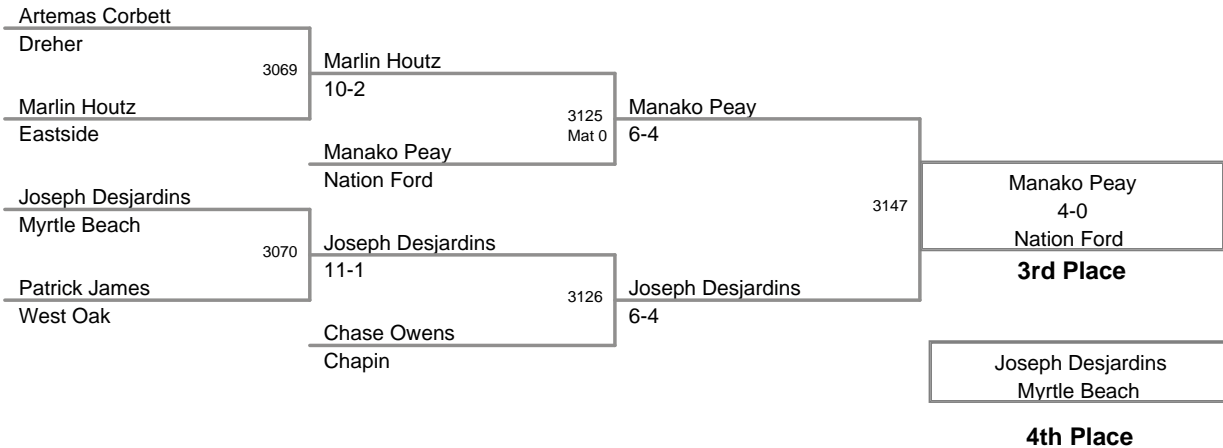 Artemas Corbett
Dreher
3069
Marlin Houtz
10-2
Marlin Houtz
Eastside
3125
Mat 0
Manako Peay
6-4
Manako Peay
Nation Ford
Joseph Desjardins
Myrtle Beach
3147
Manako Peay
4-0
Nation Ford
3rd Place
3070
Joseph Desjardins
11-1
Patrick James
West Oak
3126
Joseph Desjardins
6-4
Chase Owens
Chapin
Joseph Desjardins
Myrtle Beach
4th Place